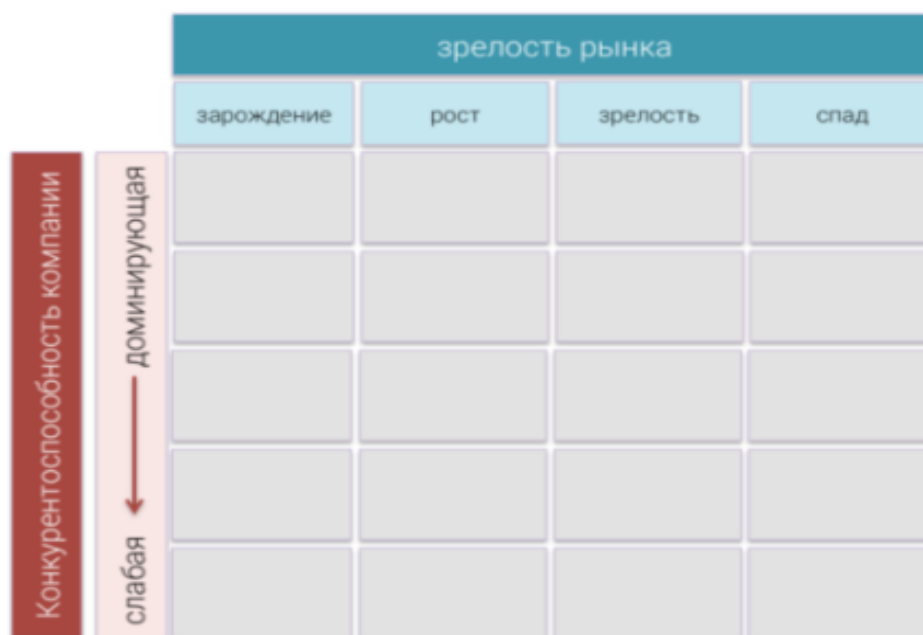 зрелость рынка
зарождение
рост
зрелость
спад
Конкурентоспособность компании
доминирующая
слабая